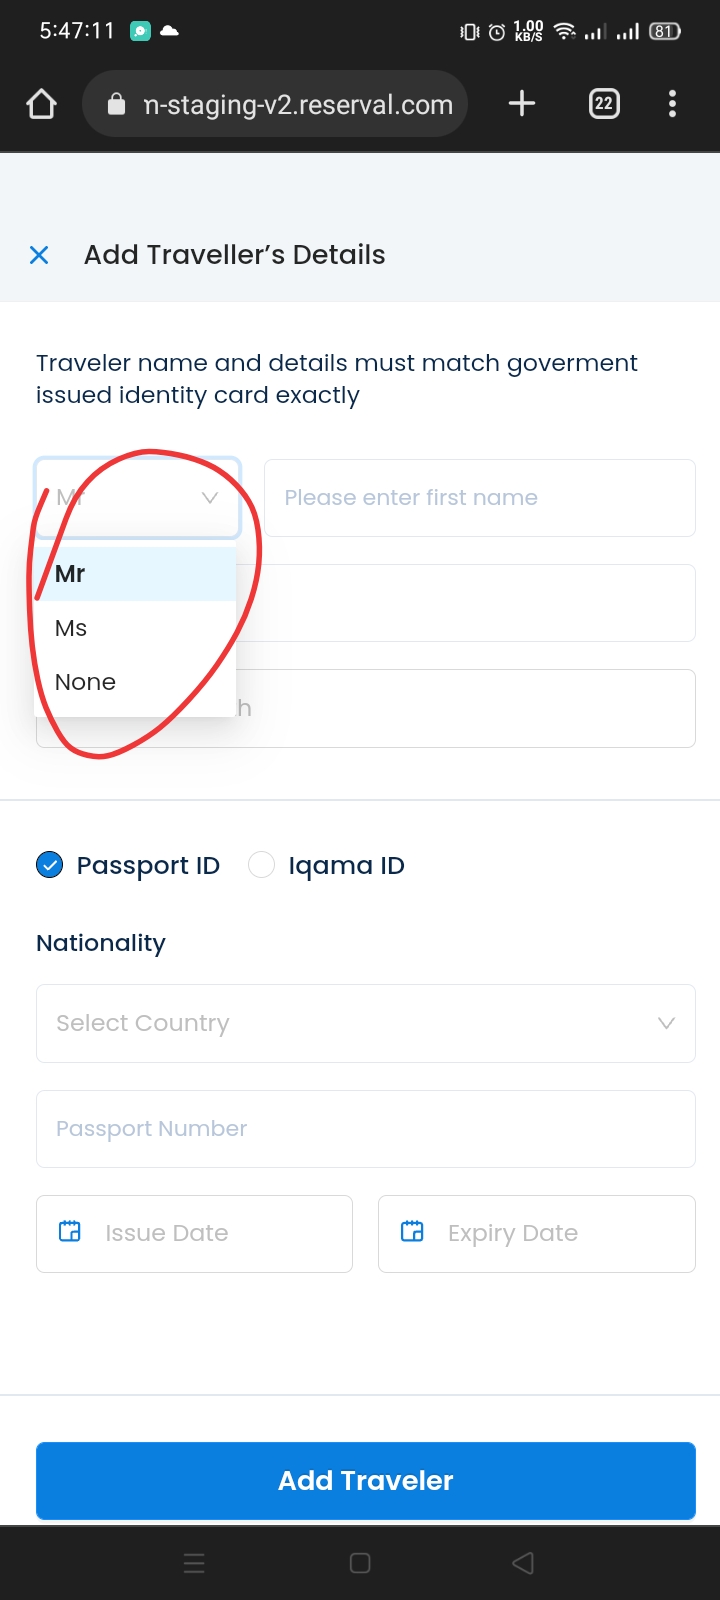 5:47:11 1.00 KB/S 81
n-staging-v2.reserval.com 22
Add Traveller’s Details
Traveler name and details must match goverment
issued identity card exactly
Mr Please enter first name
Mr
Ms
None
h
Passport ID Iqama ID
Nationality
Select Country
Passport Number
Issue Date Expiry Date
Add Traveler